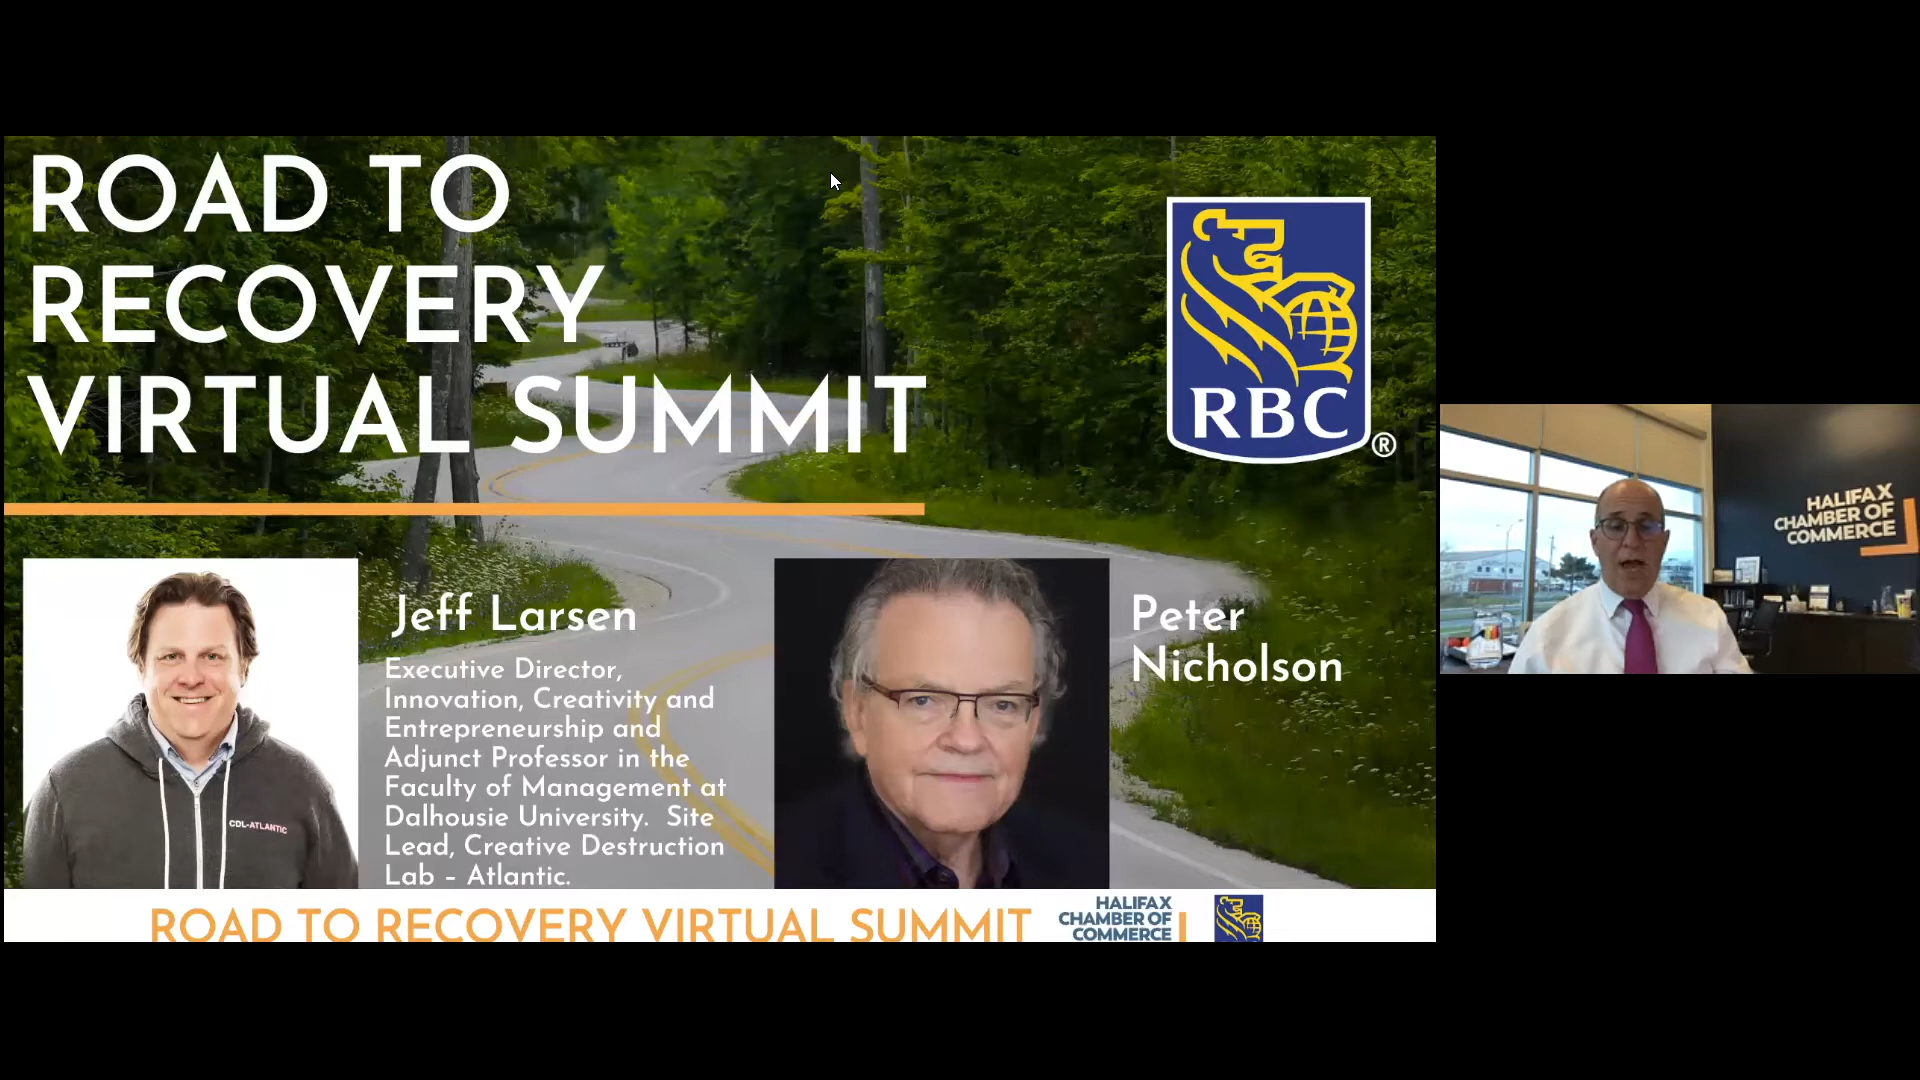 ROAD TO
RECOVERY
VIRTUAL SUMMIT
RBC
®
Jeff Larsen
Executive Director,
Innovation, Creativity and
Entrepreneurship and
Adjunct Professor in the
Faculty of Management at
Dalhousie University. Site
Lead, Creative Destruction
Lab – Atlantic.
CDL-ATLANTIC
Peter
Nicholson
ROAD TO RECOVERY VIRTUAL SUMMIT
HALIFAX
CHAMBER OF
COMMERCE
HALIFAX
CHAMBER OF
COMMERCE